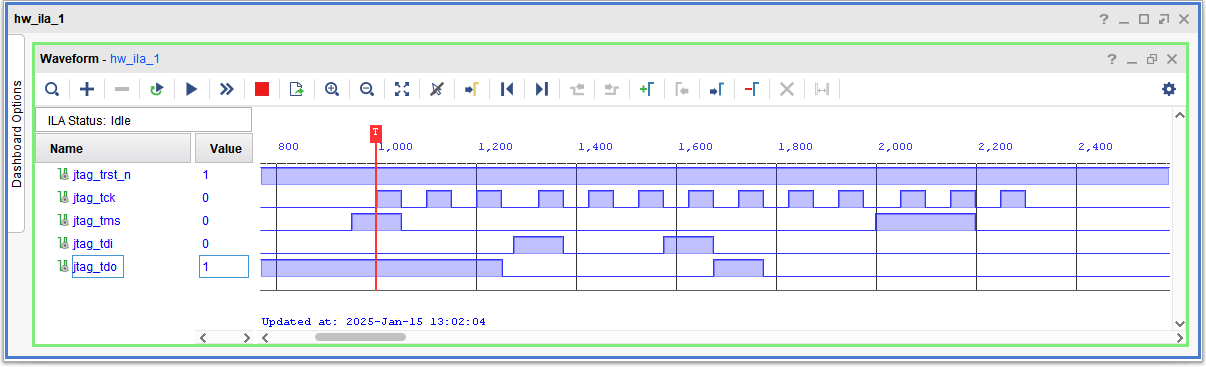 hw_ila_1
Dashboard Options
Waveform - hw_ila_1
ILA Status: Idle
T
800 1,000 1,200 1,400 1,600 1,800 2,000 2,200 2,400
Name Value
jtag_trst_n 1
jtag_tck 0
jtag_tms 0
jtag_tdi 0
jtag_tdo 1
Updated at: 2025-Jan-15 13:02:04